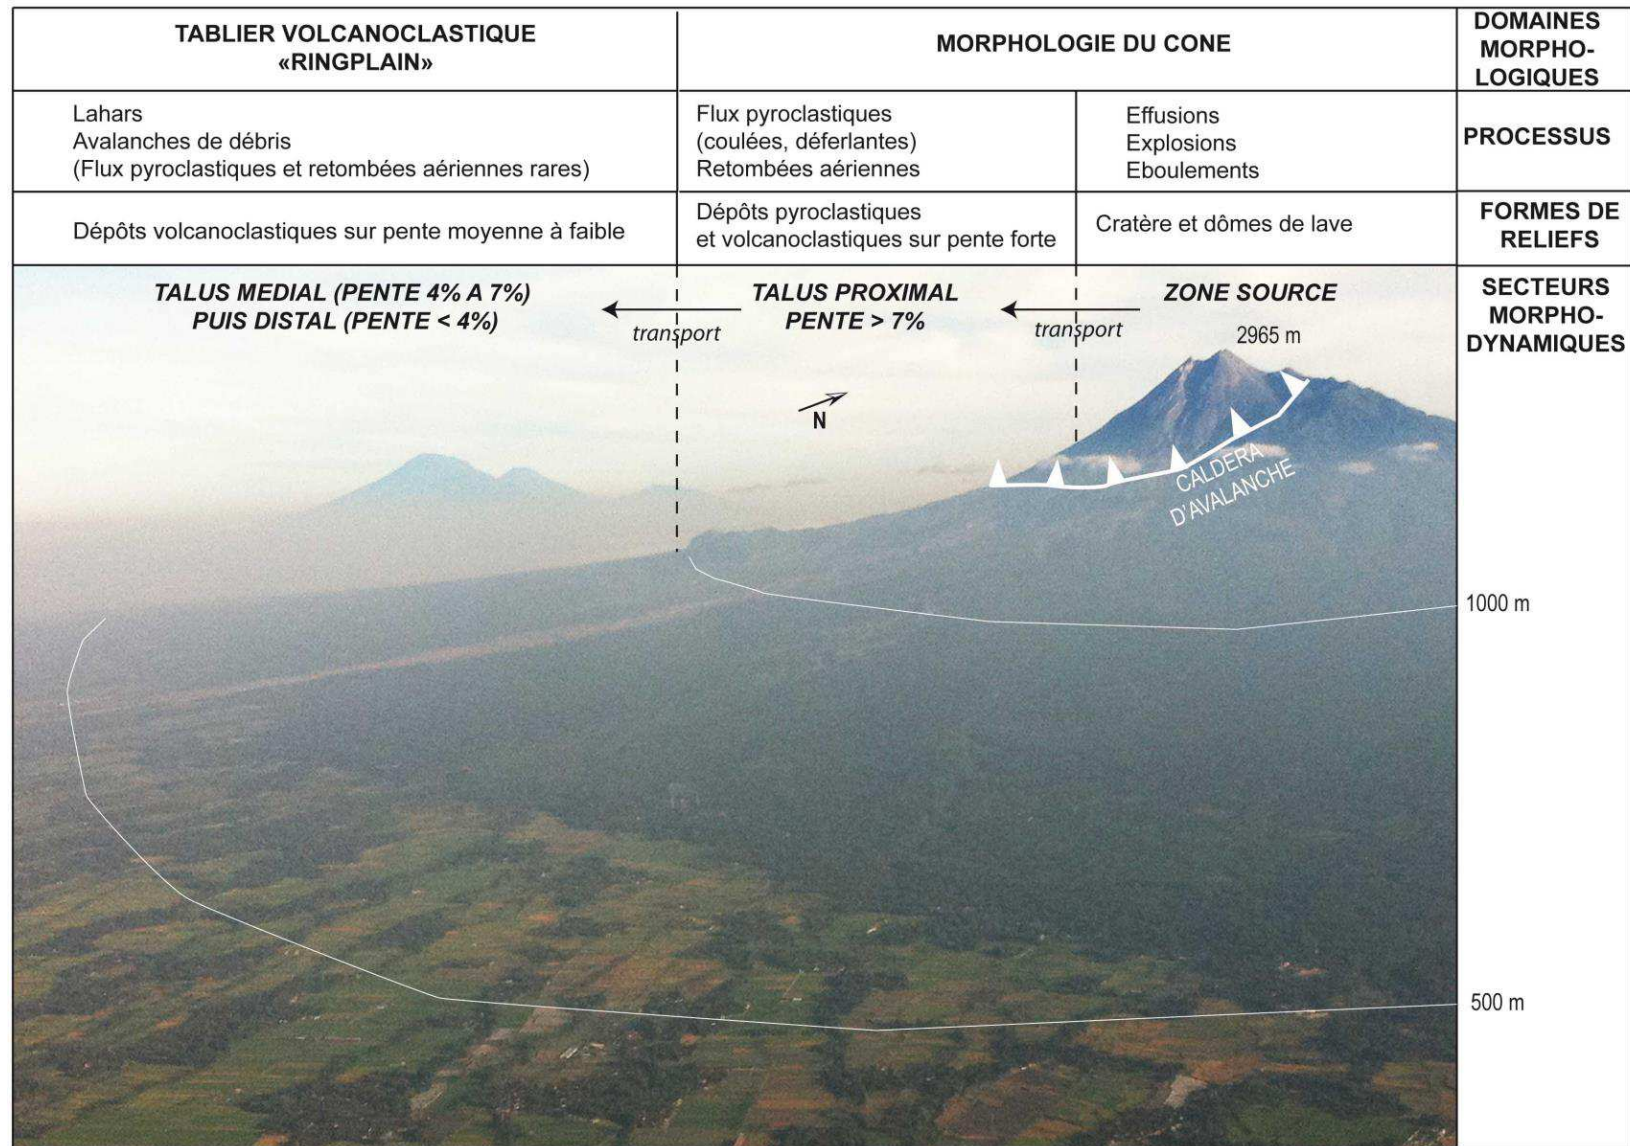 TABLIER VOLCANOCLASTIQUE
«RINGPLAIN»
MORPHOLOGIE DU CONE
DOMAINES
MORPHO-
LOGIQUES
Lahars
Avalanches de débris
(Flux pyroclastiques et retombées aériennes rares)
Flux pyroclastiques
(coulées, déferlantes)
Retombées aériennes
Effusions
Explosions
Eboulements
PROCESSUS
Dépôts volcanoclastiques sur pente moyenne à faible
Dépôts pyroclastiques
et volcanoclastiques sur pente forte
Cratère et dômes de lave
FORMES DE
RELIEFS
TALUS MEDIAL (PENTE 4% A 7%)
PUIS DISTAL (PENTE < 4%)
transport
TALUS PROXIMAL
PENTE > 7%
transport
ZONE SOURCE
2965 m
SECTEURS
MORPHO-
DYNAMIQUES
N
CALDERA
D'AVALANCHE
1000 m
500 m